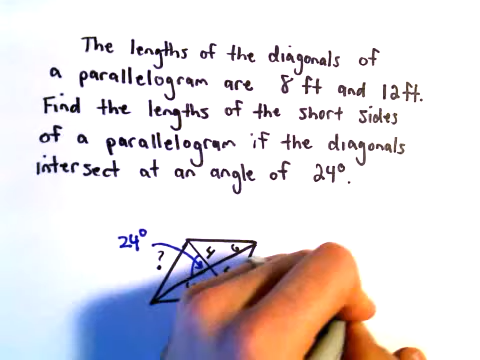 The lengths of the diagonals of
a parallelogram are 8 ft and 12 ft.
Find the lengths of the short sides
of a parallelogram if the diagonals
intersect at an angle of 24°.
24°
?
4
6